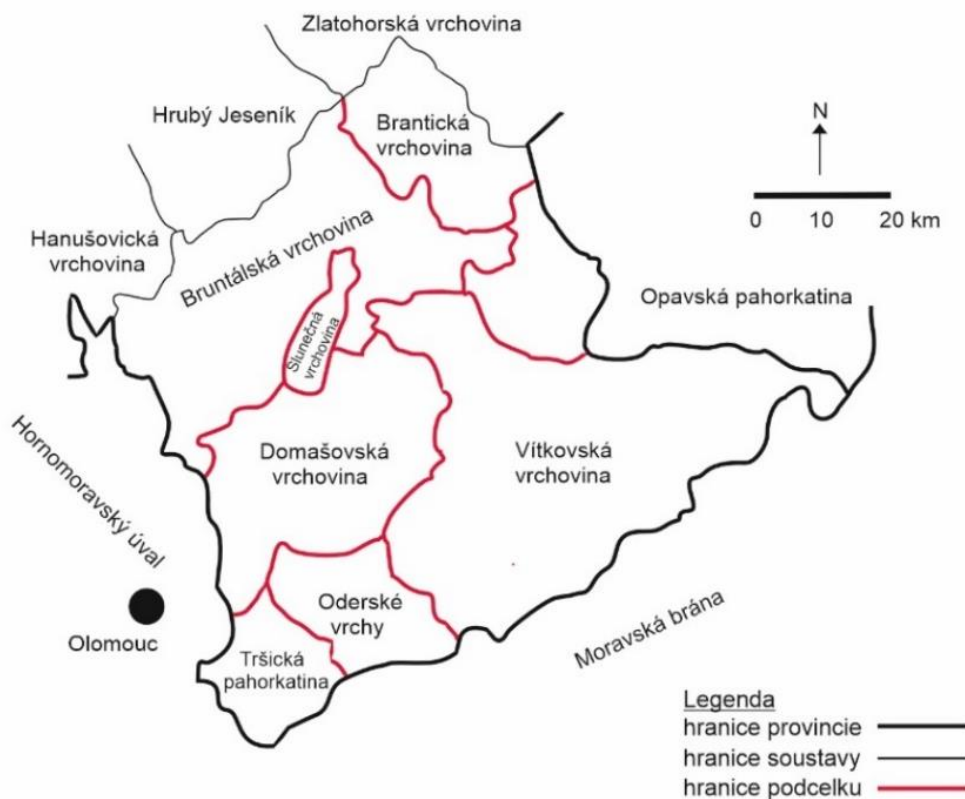 Zlatohorská vrchovina
Hrubý Jeseník
Brantická
vrchovina
N
0 10 20 km
Hanušovická
vrchovina
Bruntálská vrchovina
Opavská pahorkatina
Slunečná
vrchovina
Domašovská
vrchovina
Vítkovská
vrchovina
Hornomoravský úval
Oderské
vrchy
Olomouc
Moravská brána
Tršická
pahorkatina
Legenda
hranice provincie
hranice soustavy
hranice podcelku